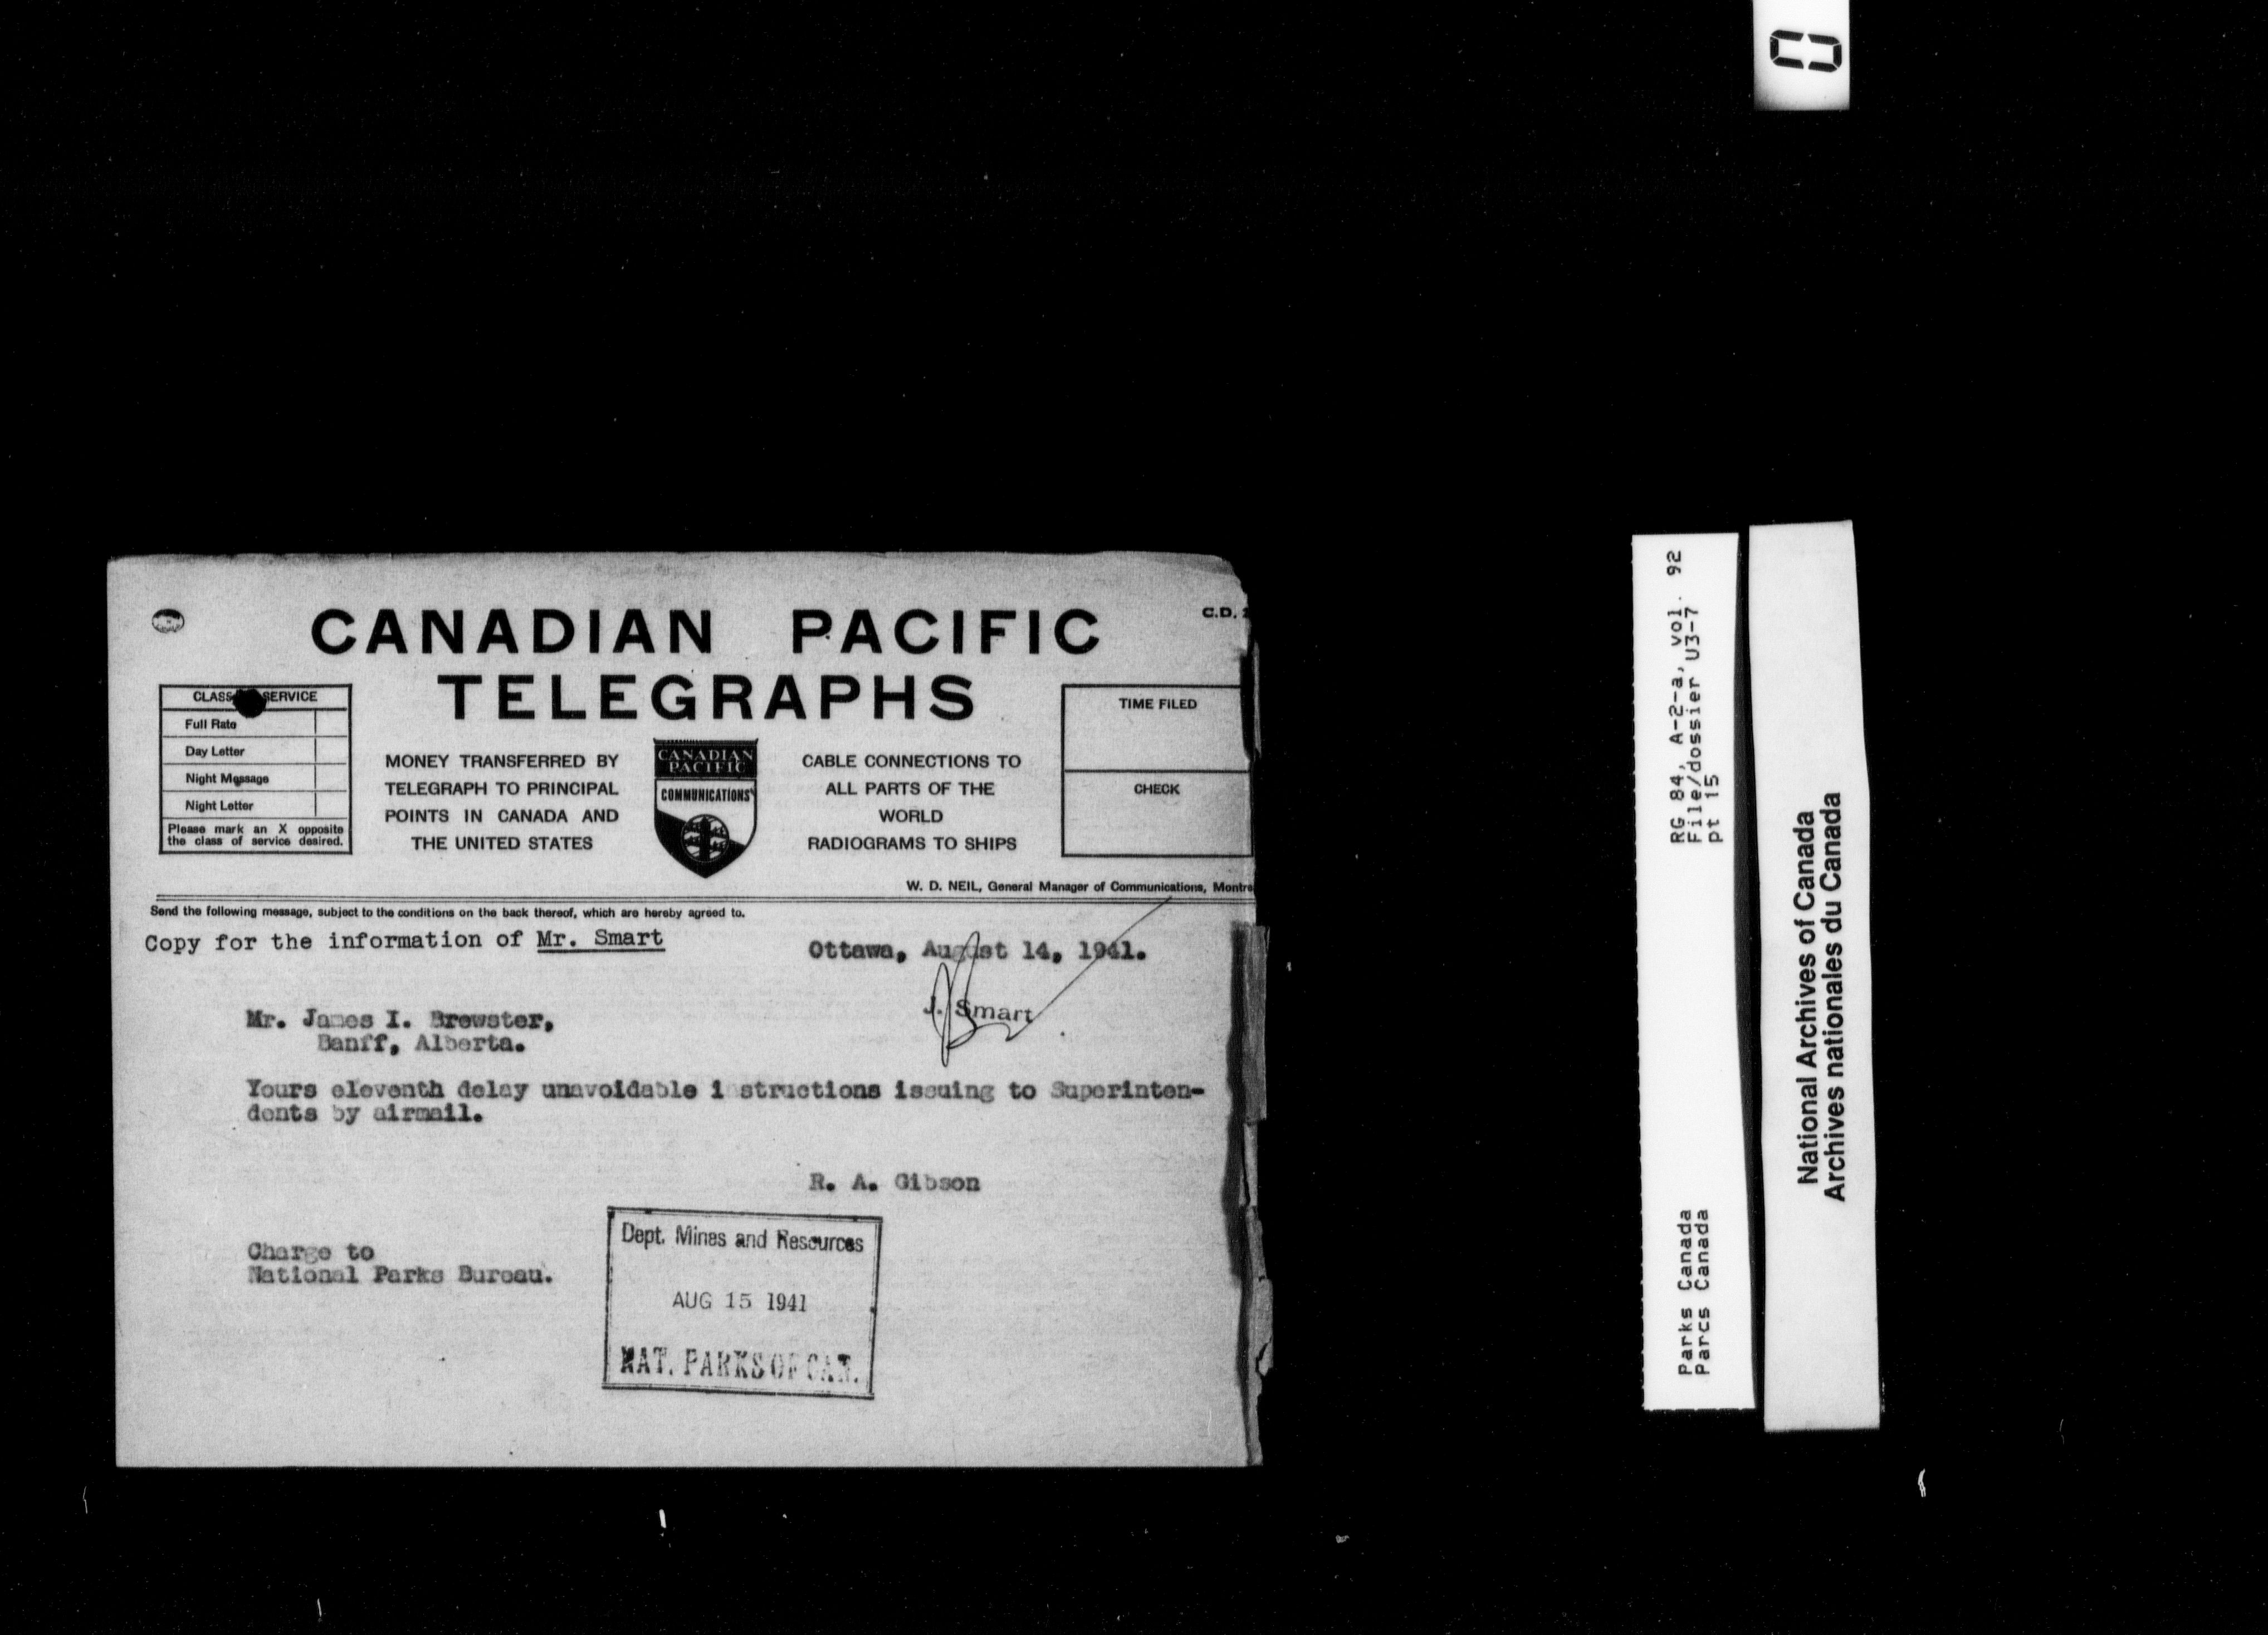 CANADIAN PACIFIC
TELEGRAPHS
C.D.
CLASS SERVICE
Full Rate
Day Letter
Night Message
Night Letter
Please mark an X opposite
the class of service desired.
MONEY TRANSFERRED BY
TELEGRAPH TO PRINCIPAL
POINTS IN CANADA AND
THE UNITED STATES
CANADIAN
PACIFIC
COMMUNICATIONS
CABLE CONNECTIONS TO
ALL PARTS OF THE
WORLD
RADIOGRAMS TO SHIPS
TIME FILED
CHECK
W. D. NEIL, General Manager of Communications, Montre
Send the following message, subject to the conditions on the back thereof, which are hereby agreed to.
Copy for the information of Mr. Smart
Ottawa, August 14, 1941.
J. Smart
Mr. James I. Brewster,
Banff, Alberta.
Yours eleventh delay unavoidable i structions issuing to Superinten-
dents by airmail.
R. A. Gibson
Charge to
National Parks Bureau.
Dept. Mines and Resources
AUG 15 1941
NAT. PARKS OF CAN.
RG 84, A-2-a, vol. 92
File/dossier U3-7
pt 15
Parks Canada
Parcs Canada
National Archives of Canada
Archives nationales du Canada